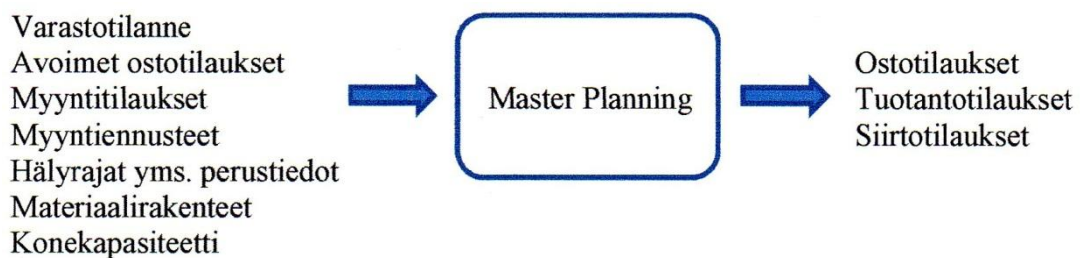 Varastotilanne
Avoimet ostotilaukset
Myyntitilaukset
Myyntiennusteet
Hälyrajat yms. perustiedot
Materiaalirakenteet
Konekapasiteetti
Master Planning
Ostotilaukset
Tuotantotilaukset
Siirtotilaukset